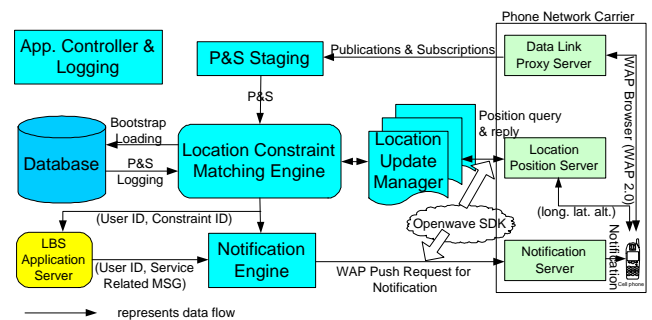 Phone Network Carrier
App. Controller &
Logging
P&S Staging
Publications & Subscriptions
Data Link
Proxy Server
WAP Browser (WAP 2.0)
P&S
Bootstrap
Loading
Database
P&S
Logging
Location Constraint
Matching Engine
Location
Update
Manager
Position query
& reply
Location
Position Server
(User ID, Constraint ID)
Openwave SDK
(long. lat. alt.)
LBS
Application
Server
(User ID, Service
Related MSG)
Notification
Engine
WAP Push Request for
Notification
Notification
Server
Notification
Cell phone
represents data flow